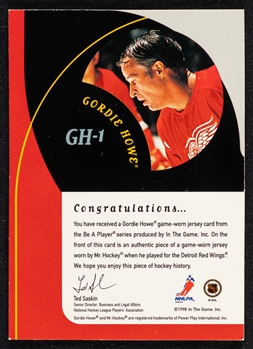 GORDIE HOWE®
GH-1
Congratulations...
You have received a Gordie Howe® game-worn jersey card from
the Be A Player® series produced by In The Game, Inc. On the
front of this card is an authentic piece of a game-worn jersey
worn by Mr. Hockey® when he played for the Detroit Red Wings®.
We hope you enjoy this piece of hockey history.
Ted Saskin
Senior Director, Business and Legal Affairs
National Hockey League Players' Association
NHLPA
©1998 In The Game, Inc.
Gordie Howe® and Mr. Hockey® are registered trademarks of Power Play International, Inc.